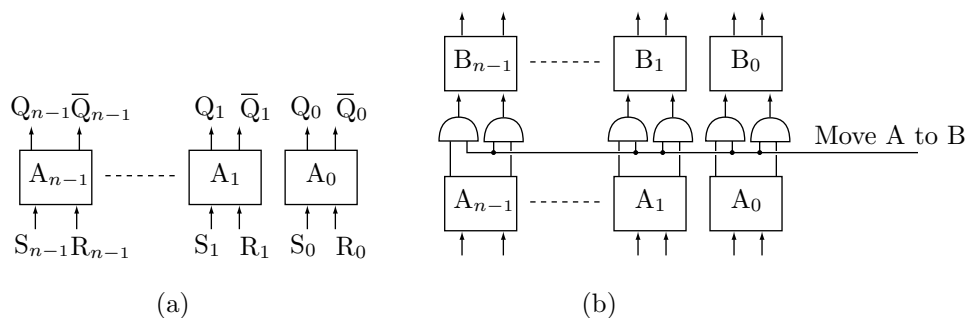 B_{n−1} B_1 B_0
Q_{n−1} Q̅_{n−1} Q_1 Q̅_1 Q_0 Q̅_0
Move A to B
A_{n−1} A_1 A_0
A_{n−1} A_1 A_0
S_{n−1} R_{n−1} S_1 R_1 S_0 R_0
(a) (b)